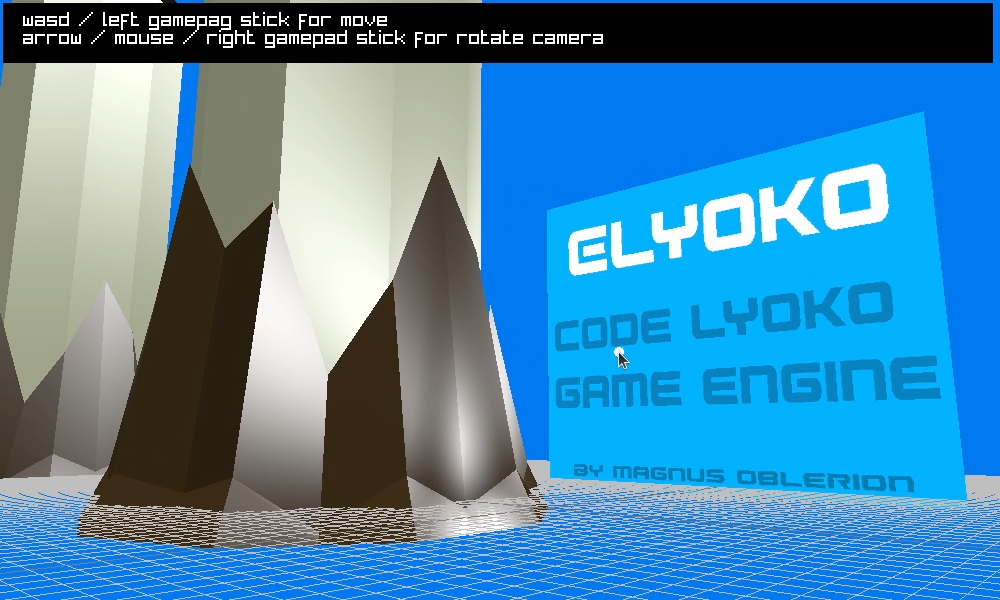 wasd / left gamepag stick for move
arrow / mouse / right gamepad stick for rotate camera
ELYOKO
CODE LYOKO
GAME ENGINE
BY MAGNUS OBLERION